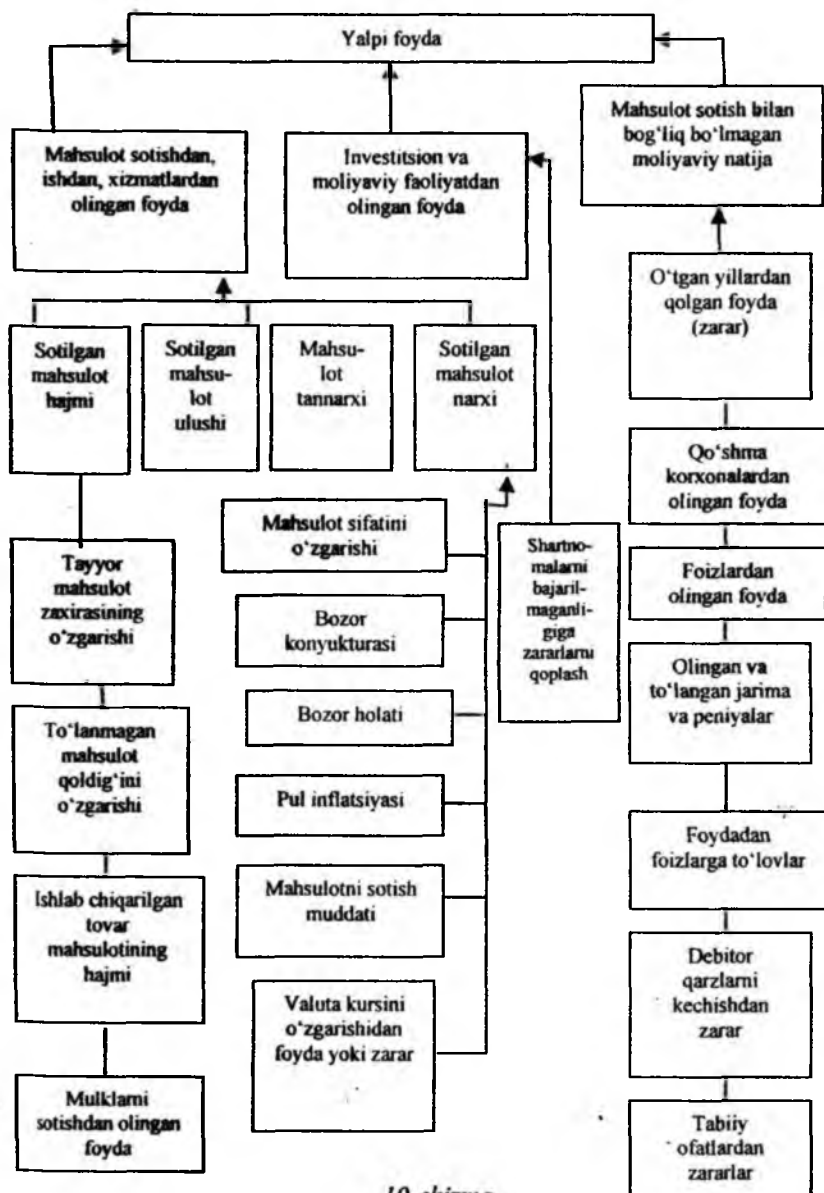 Yalpi foyda
Mahsulot sotishdan,
ishdan, xizmatlardan
olingan foyda
Investitsion va
moliyaviy faoliyatdan
olingan foyda
Mahsulot sotish bilan
bog‘liq bo‘lmagan
moliyaviy natija
Sotilgan
mahsulot
hajmi
Sotilgan
mahsu-
lot
ulushi
Mahsu-
lot
tannarxi
Sotilgan
mahsulot
narxi
Tayyor
mahsulot
zaxirasining
o‘zgarishi
To‘lanmagan
mahsulot
qoldig‘ini
o‘zgarishi
Ishlab chiqarilgan
tovar
mahsulotining
hajmi
Mulklarni
sotishdan olingan
foyda
Mahsulot sifatini
o‘zgarishi
Bozor
konyukturasi
Bozor holati
Pul inflatsiyasi
Mahsulotni sotish
muddati
Valuta kursini
o‘zgarishidan
foyda yoki zarar
Shartno-
malarni
bajaril-
maganli-
giga
zararlarni
qoplash
O‘tgan yillardan
qolgan foyda
(zarar)
Qo‘shma
korxonalardan
olingan foyda
Foizlardan
olingan foyda
Olingan va
to‘langan jarima
va peniyalar
Foydadan
foizlarga to‘lovlar
Debitor
qarzlarni
kechishdan
zarar
Tabiiy
ofatlardan
zararlar